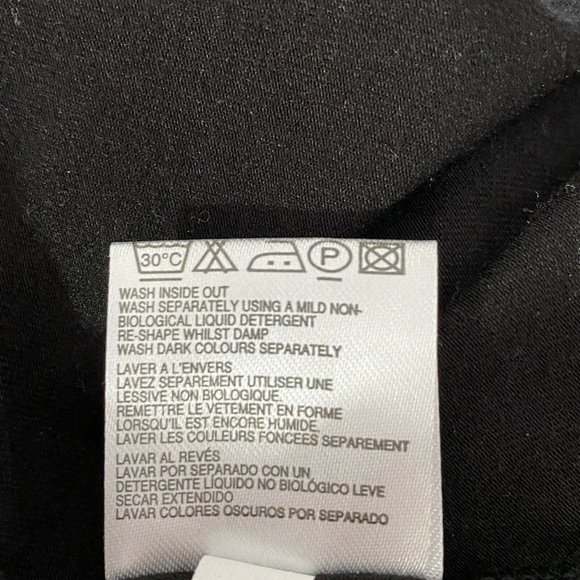 30°C P
WASH INSIDE OUT
WASH SEPARATELY USING A MILD NON-
BIOLOGICAL LIQUID DETERGENT
RE-SHAPE WHILST DAMP
WASH DARK COLOURS SEPARATELY
LAVER A L'ENVERS
LAVEZ SEPAREMENT UTILISER UNE
LESSIVE NON BIOLOGIQUE.
REMETTRE LE VETEMENT EN FORME
LORSQU'IL EST ENCORE HUMIDE.
LAVER LES COULEURS FONCEES SEPAREMENT
LAVAR AL REVÉS
LAVAR POR SEPARADO CON UN
DETERGENTE LÍQUIDO NO BIOLÓGICO LEVE
SECAR EXTENDIDO
LAVAR COLORES OSCUROS POR SEPARADO